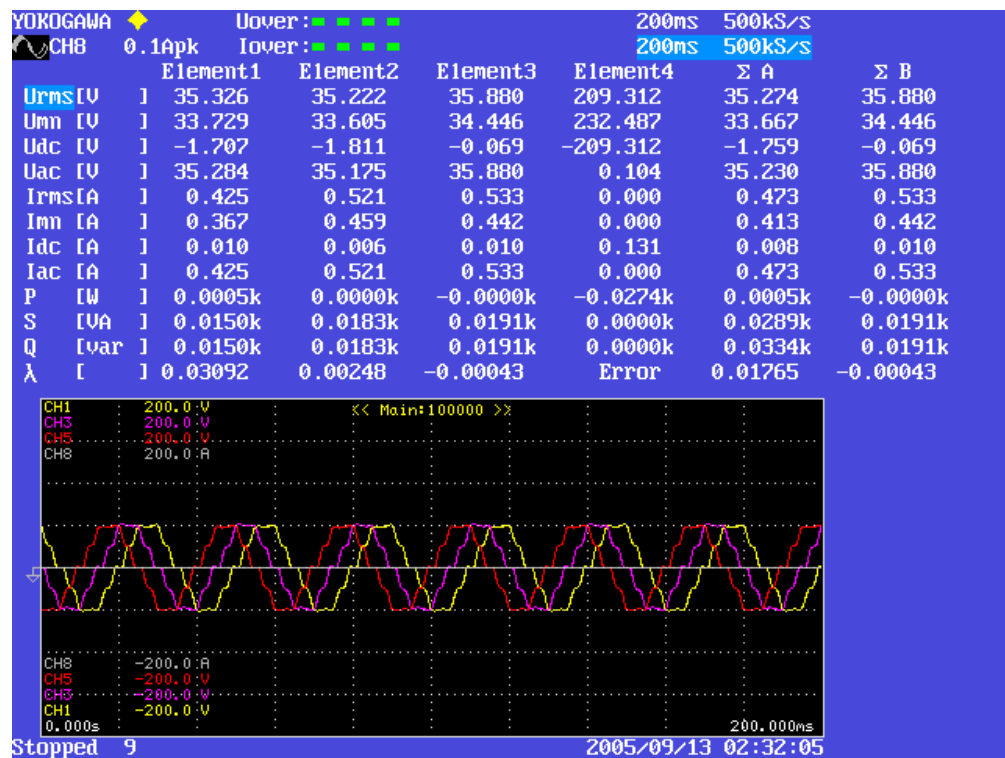 YOKOGAWA Uover: 200ms 500kS/s
CH8 0.1Apk Iover: 200ms 500kS/s
Element1 Element2 Element3 Element4 Σ A Σ B
Urms[V ] 35.326 35.222 35.880 209.312 35.274 35.880
Umn [V ] 33.729 33.605 34.446 232.487 33.667 34.446
Udc [V ] -1.707 -1.811 -0.069 -209.312 -1.759 -0.069
Uac [V ] 35.284 35.175 35.880 0.104 35.230 35.880
Irms[A ] 0.425 0.521 0.533 0.000 0.473 0.533
Imn [A ] 0.367 0.459 0.442 0.000 0.413 0.442
Idc [A ] 0.010 0.006 0.010 0.131 0.008 0.010
Iac [A ] 0.425 0.521 0.533 0.000 0.473 0.533
P [W ] 0.0005k 0.0000k -0.0000k -0.0274k 0.0005k -0.0000k
S [VA ] 0.0150k 0.0183k 0.0191k 0.0000k 0.0289k 0.0191k
Q [var ] 0.0150k 0.0183k 0.0191k 0.0000k 0.0334k 0.0191k
λ [ ] 0.03092 0.00248 -0.00043 Error 0.01765 -0.00043
CH1 200.0 V << Main:100000 >>
CH3 200.0 V
CH5 200.0 V
CH8 200.0 A
CH8 -200.0 A
CH5 -200.0 V
CH3 -200.0 V
CH1 -200.0 V
0.000s 200.000ms
Stopped 9 2005/09/13 02:32:05